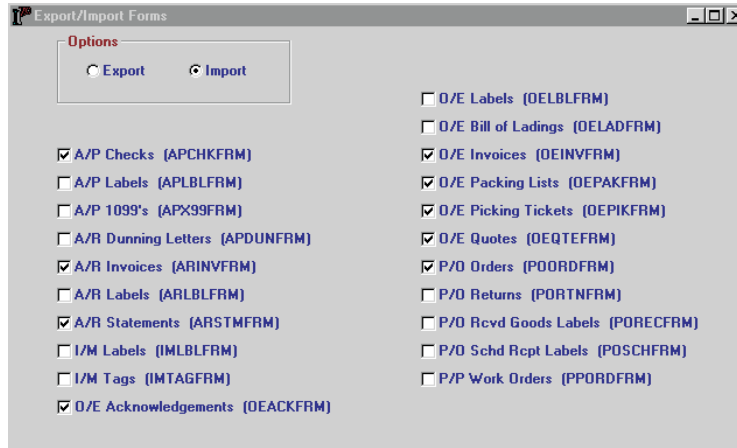 Export/Import Forms
Options
Export
Import
A/P Checks (APCHKFRM)
A/P Labels (APLBLFRM)
A/P 1099's (APX99FRM)
A/R Dunning Letters (APDUNFRM)
A/R Invoices (ARINVFRM)
A/R Labels (ARLBLFRM)
A/R Statements (ARSTMFRM)
I/M Labels (IMLBLFRM)
I/M Tags (IMTAGFRM)
O/E Acknowledgements (OEACKFRM)
O/E Labels (OELBLFRM)
O/E Bill of Ladings (OELADFRM)
O/E Invoices (OEINVFRM)
O/E Packing Lists (OEPAKFRM)
O/E Picking Tickets (OEPIKFRM)
O/E Quotes (OEQTEFRM)
P/O Orders (POORDFRM)
P/O Returns (PORTNFRM)
P/O Rcvd Goods Labels (PORECFRM)
P/O Schd Rcpt Labels (POSCHFRM)
P/P Work Orders (PPORDFRM)